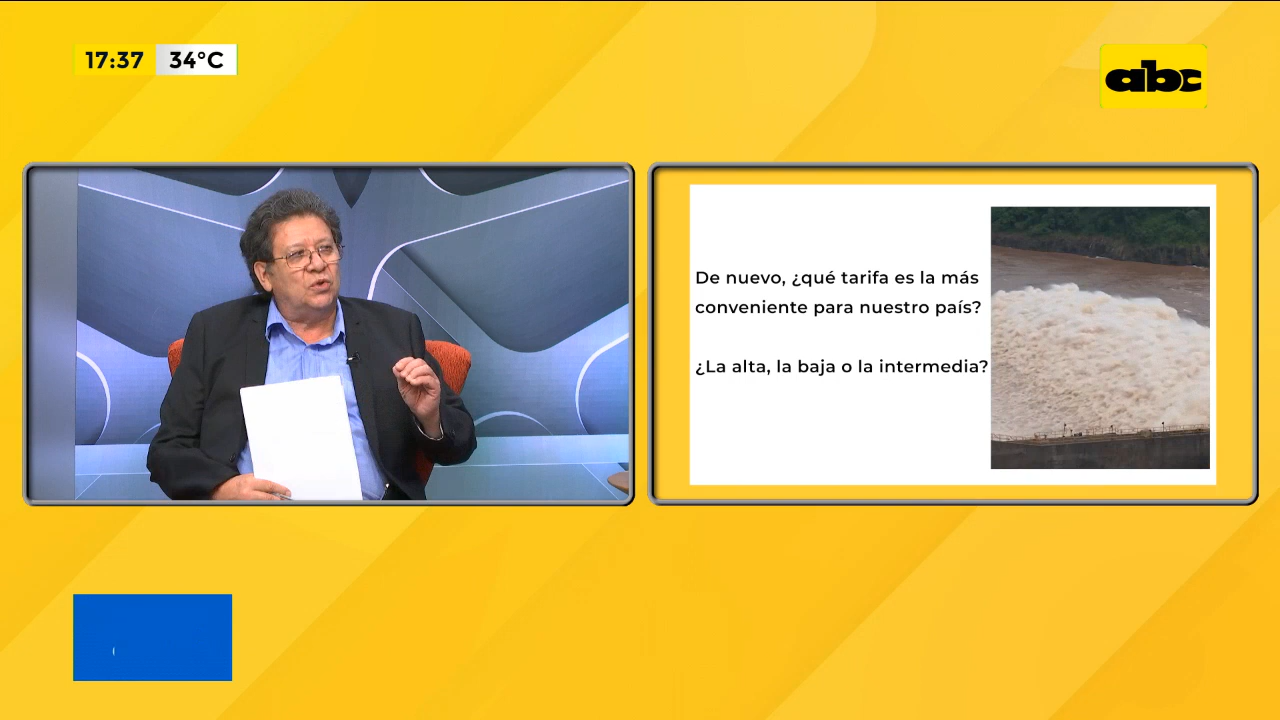 17:37 34°C
abc
De nuevo, ¿qué tarifa es la más
conveniente para nuestro país?
¿La alta, la baja o la intermedia?